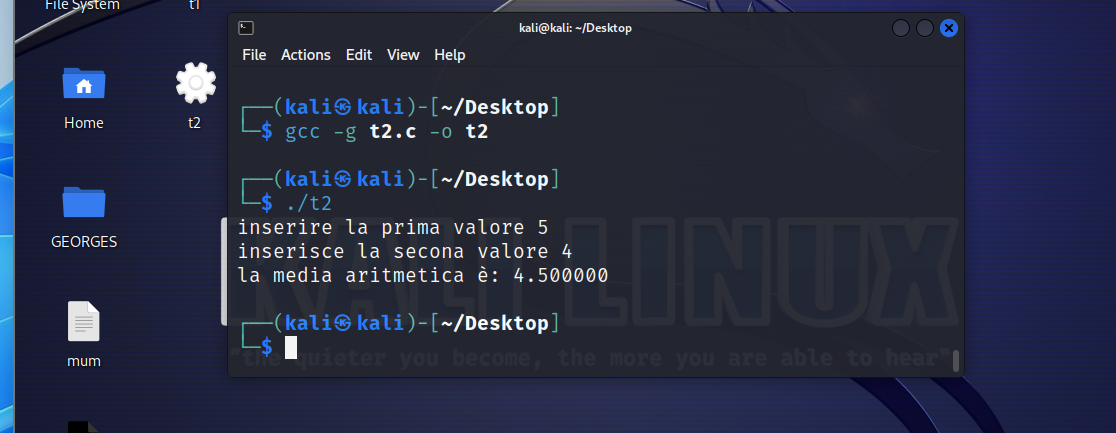 File System
t1
kali@kali: ~/Desktop
File Actions Edit View Help
Home
t2
GEORGES
mum
┌──(kali㉿kali)-[~/Desktop]
└─$ gcc -g t2.c -o t2
┌──(kali㉿kali)-[~/Desktop]
└─$ ./t2
inserire la prima valore 5
inserisce la secona valore 4
la media aritmetica è: 4.500000
┌──(kali㉿kali)-[~/Desktop]
└─$
KALI LINUX
"the quieter you become, the more you are able to hear"